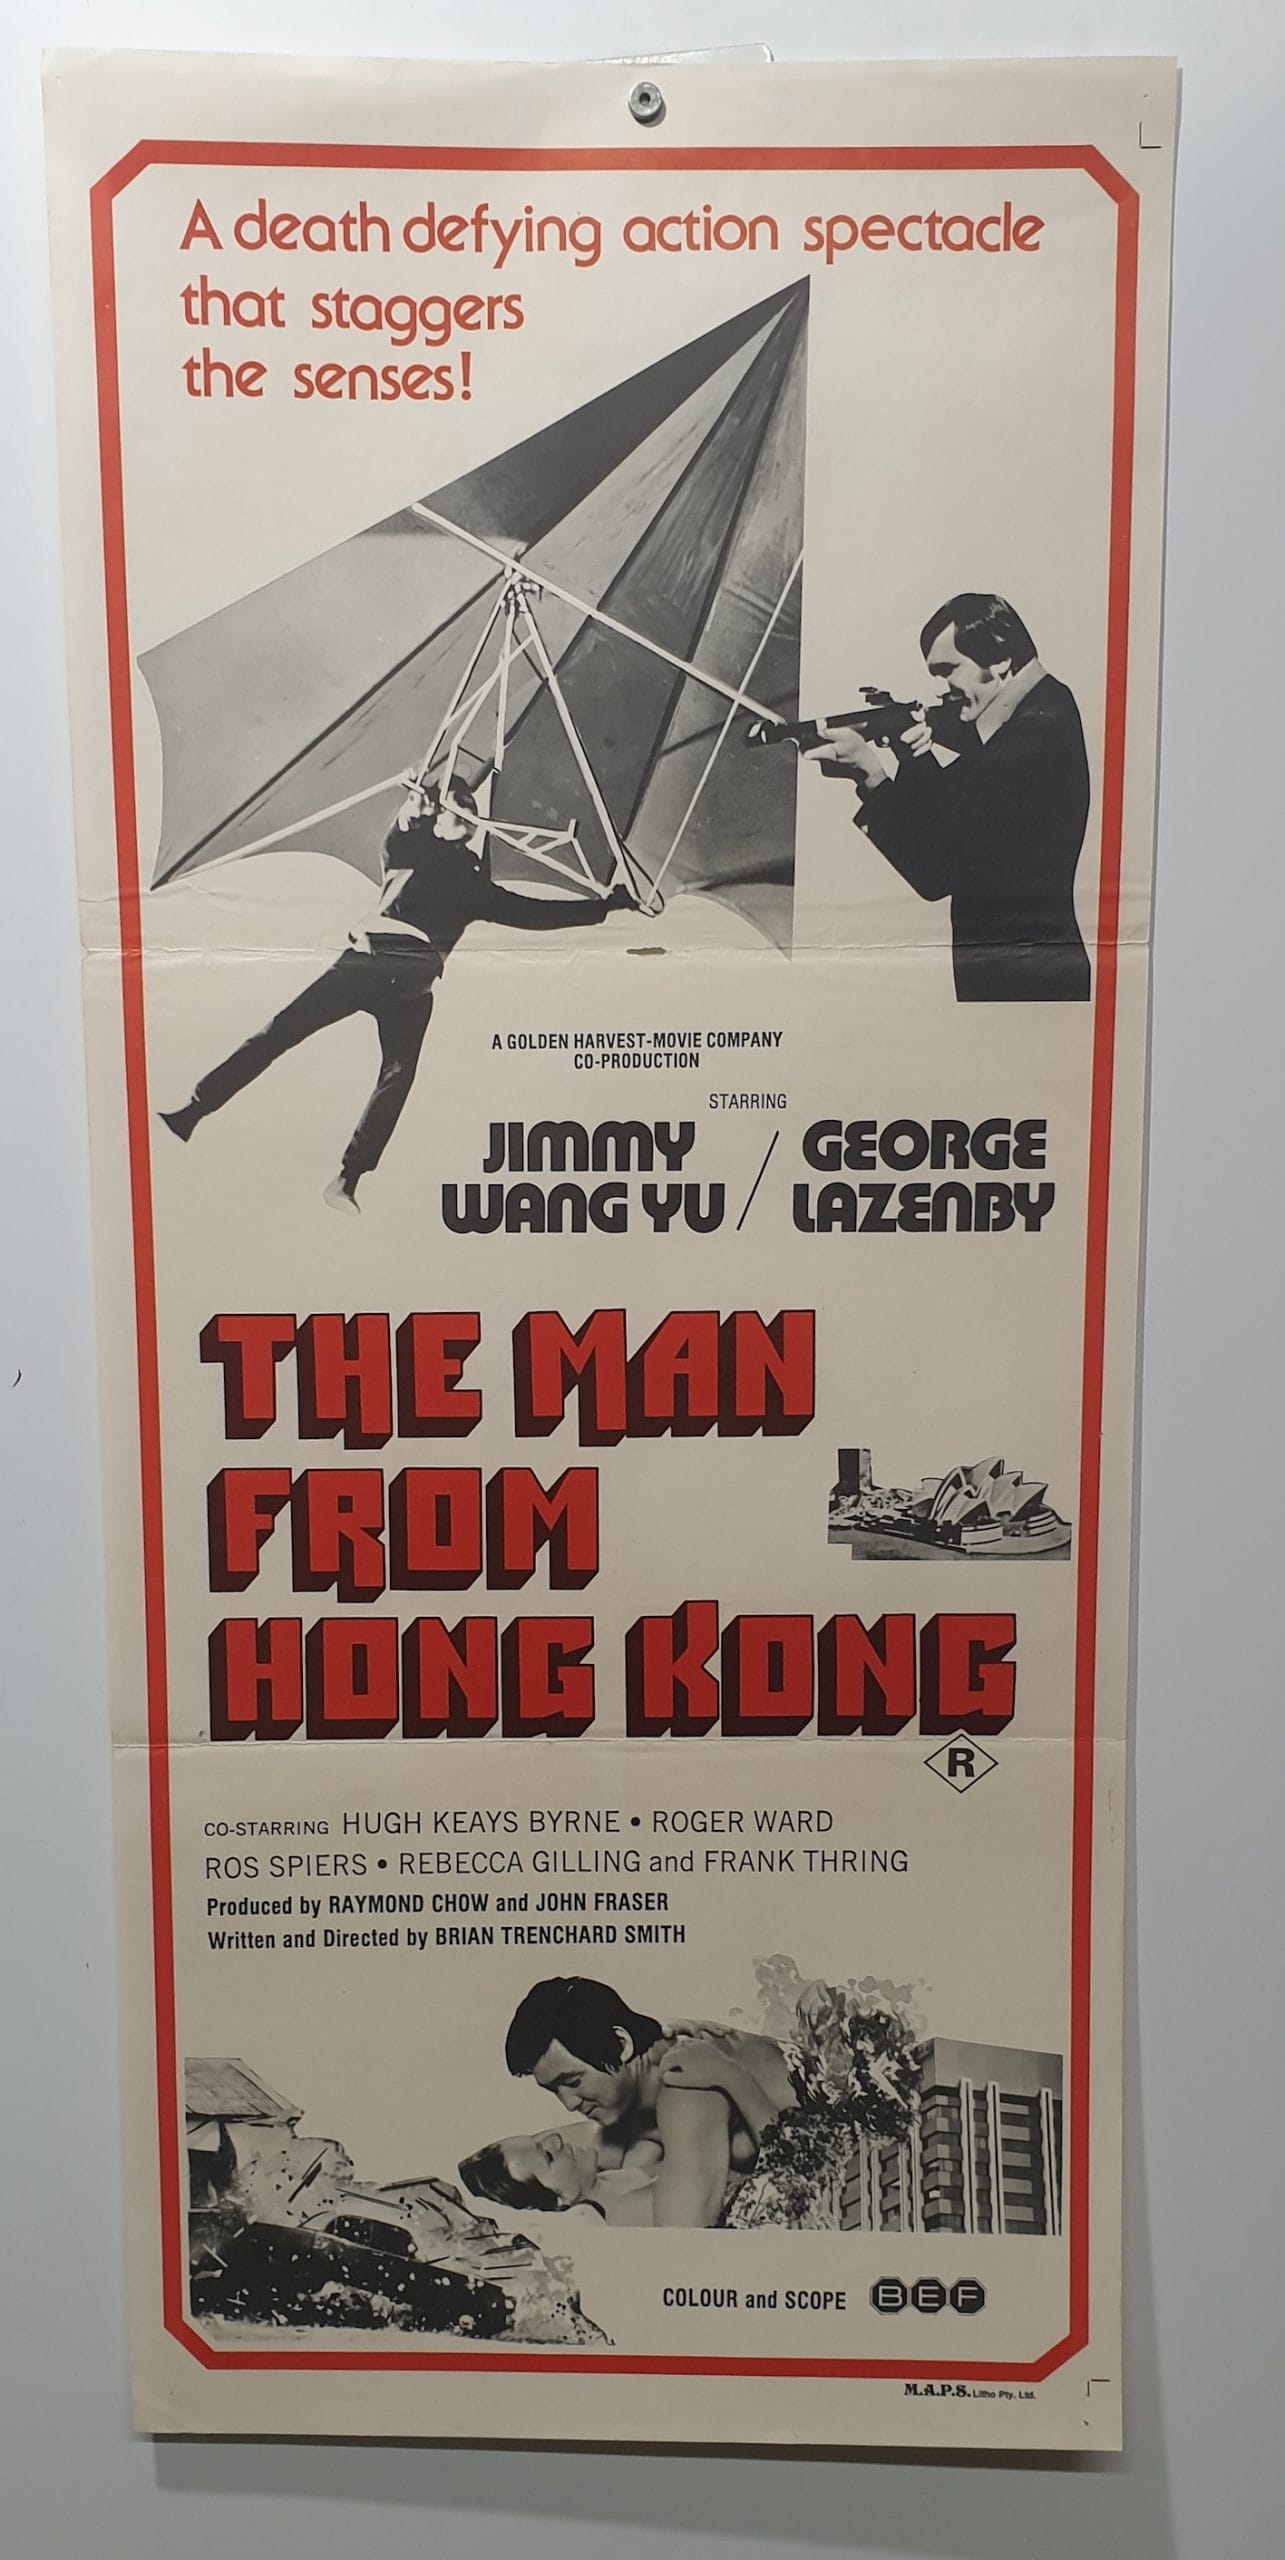 A death defying action spectacle
that staggers
the senses!
A GOLDEN HARVEST-MOVIE COMPANY
CO-PRODUCTION
STARRING
JIMMY WANG YU / GEORGE LAZENBY
THE MAN
FROM
HONG KONG
R
CO-STARRING HUGH KEAYS BYRNE • ROGER WARD
ROS SPIERS • REBECCA GILLING and FRANK THRING
Produced by RAYMOND CHOW and JOHN FRASER
Written and Directed by BRIAN TRENCHARD SMITH
COLOUR and SCOPE BEF
M.A.P.S. Litho Pty. Ltd.